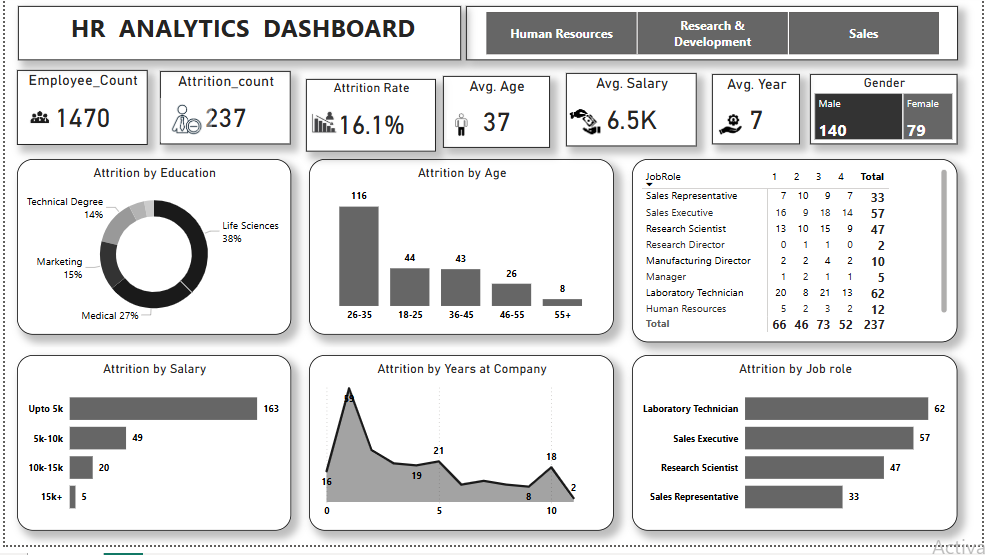 HR ANALYTICS DASHBOARD
Human Resources
Research &
Development
Sales
Employee_Count
1470
Attrition_count
237
Attrition Rate
16.1%
Avg. Age
37
Avg. Salary
6.5K
Avg. Year
7
Gender
Male
140
Female
79
Attrition by Education
Technical Degree
14%
Life Sciences
38%
Marketing
15%
Medical 27%
Attrition by Age
116
44
43
26
8
26-35 18-25 36-45 46-55 55+
JobRole 1 2 3 4 Total
Sales Representative 7 10 9 7 33
Sales Executive 16 9 18 14 57
Research Scientist 13 10 15 9 47
Research Director 0 1 1 0 2
Manufacturing Director 2 2 4 2 10
Manager 1 2 1 1 5
Laboratory Technician 20 8 21 13 62
Human Resources 5 2 3 2 12
Total 66 46 73 52 237
Attrition by Salary
Upto 5k 163
5k-10k 49
10k-15k 20
15k+ 5
Attrition by Years at Company
59
16
19
21
8
18
2
0 5 10
Attrition by Job role
Laboratory Technician 62
Sales Executive 57
Research Scientist 47
Sales Representative 33
Activa